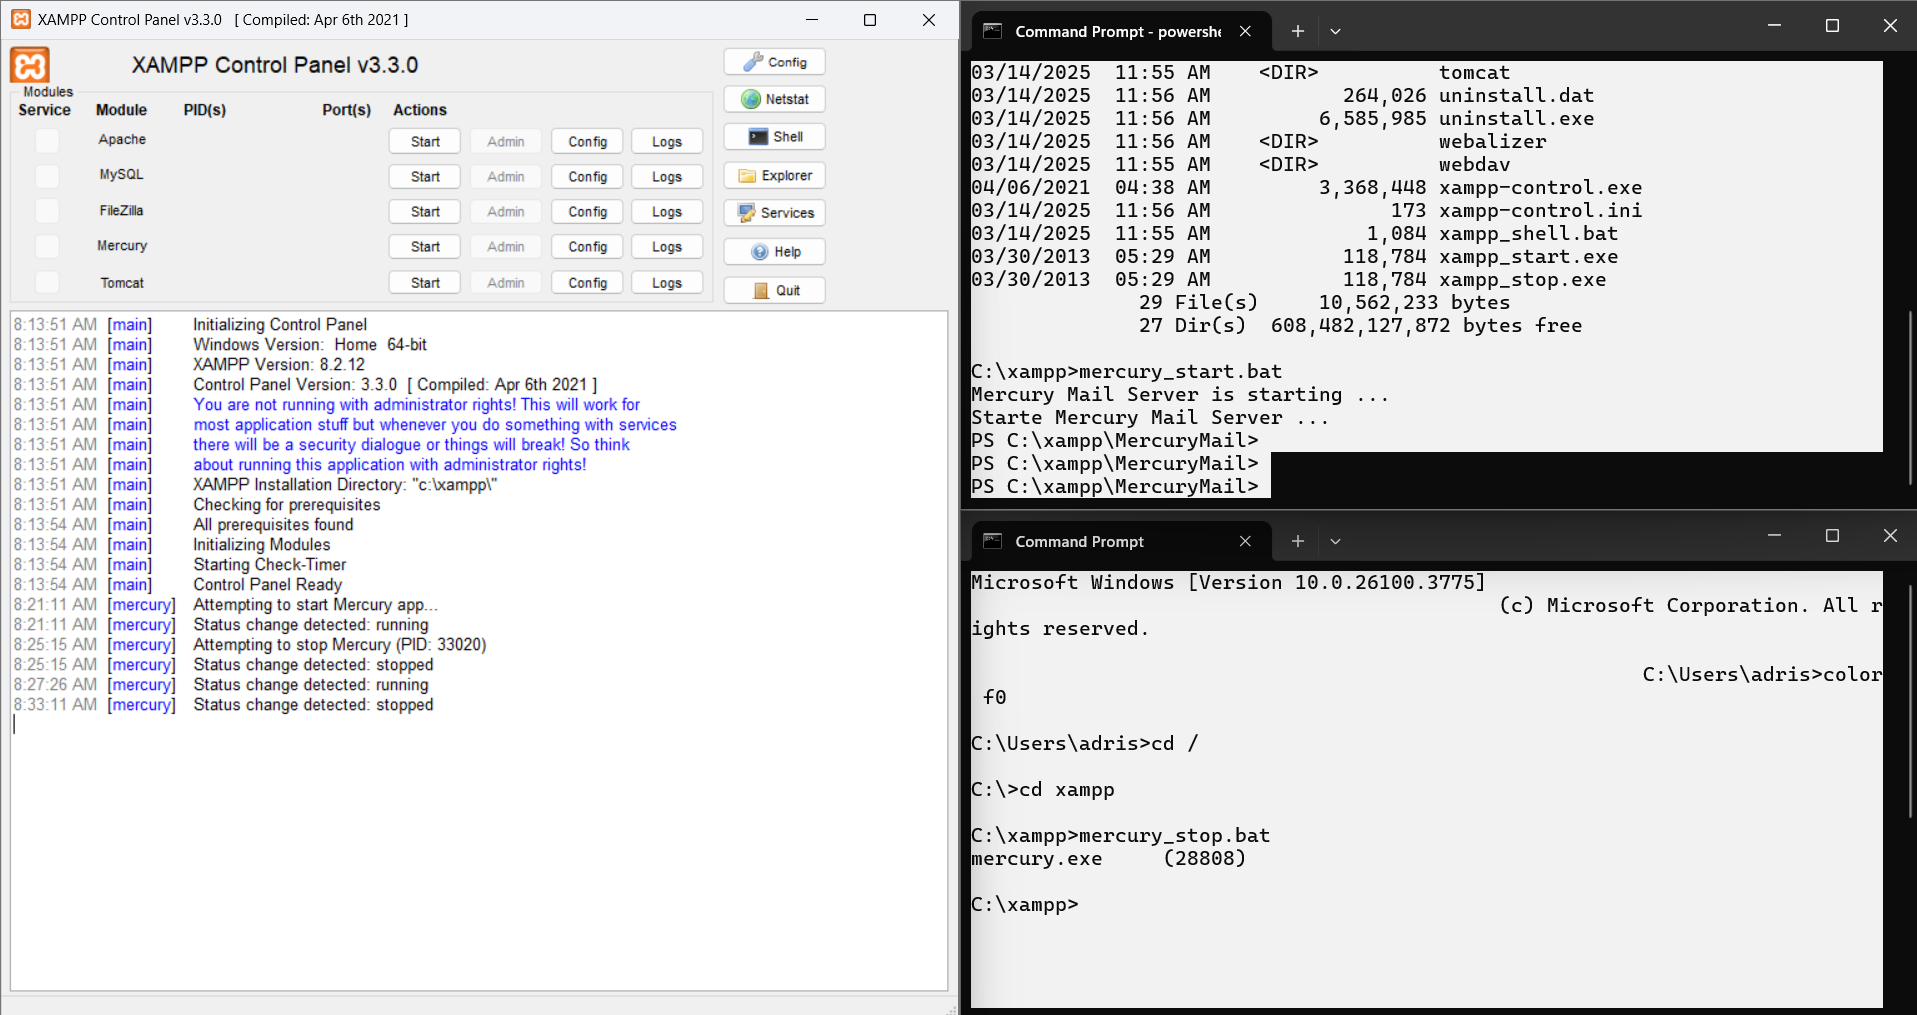 XAMPP Control Panel v3.3.0   [ Compiled: Apr 6th 2021 ]
XAMPP Control Panel v3.3.0
Config
Modules
Service Module PID(s) Port(s) Actions
Netstat
Apache Start Admin Config Logs
Shell
MySQL Start Admin Config Logs
Explorer
FileZilla Start Admin Config Logs
Services
Mercury Start Admin Config Logs
Help
Tomcat Start Admin Config Logs
Quit
8:13:51 AM [main] Initializing Control Panel
8:13:51 AM [main] Windows Version:  Home  64-bit
8:13:51 AM [main] XAMPP Version: 8.2.12
8:13:51 AM [main] Control Panel Version: 3.3.0  [ Compiled: Apr 6th 2021 ]
8:13:51 AM [main] You are not running with administrator rights! This will work for
8:13:51 AM [main] most application stuff but whenever you do something with services
8:13:51 AM [main] there will be a security dialogue or things will break! So think
8:13:51 AM [main] about running this application with administrator rights!
8:13:51 AM [main] XAMPP Installation Directory: "c:\xampp\"
8:13:51 AM [main] Checking for prerequisites
8:13:54 AM [main] All prerequisites found
8:13:54 AM [main] Initializing Modules
8:13:54 AM [main] Starting Check-Timer
8:13:54 AM [main] Control Panel Ready
8:21:11 AM [mercury] Attempting to start Mercury app...
8:21:11 AM [mercury] Status change detected: running
8:25:15 AM [mercury] Attempting to stop Mercury (PID: 33020)
8:25:15 AM [mercury] Status change detected: stopped
8:27:26 AM [mercury] Status change detected: running
8:33:11 AM [mercury] Status change detected: stopped
Command Prompt - powershe
03/14/2025  11:55 AM    <DIR>          tomcat
03/14/2025  11:56 AM           264,026 uninstall.dat
03/14/2025  11:56 AM         6,585,985 uninstall.exe
03/14/2025  11:56 AM    <DIR>          webalizer
03/14/2025  11:55 AM    <DIR>          webdav
04/06/2021  04:38 AM         3,368,448 xampp-control.exe
03/14/2025  11:56 AM               173 xampp-control.ini
03/14/2025  11:55 AM             1,084 xampp_shell.bat
03/30/2013  05:29 AM           118,784 xampp_start.exe
03/30/2013  05:29 AM           118,784 xampp_stop.exe
29 File(s)     10,562,233 bytes
27 Dir(s)  608,482,127,872 bytes free
C:\xampp>mercury_start.bat
Mercury Mail Server is starting ...
Starte Mercury Mail Server ...
PS C:\xampp\MercuryMail>
PS C:\xampp\MercuryMail>
PS C:\xampp\MercuryMail>
Command Prompt
Microsoft Windows [Version 10.0.26100.3775]
(c) Microsoft Corporation. All r
ights reserved.
C:\Users\adris>color
f0
C:\Users\adris>cd /
C:\>cd xampp
C:\xampp>mercury_stop.bat
mercury.exe     (28808)
C:\xampp>